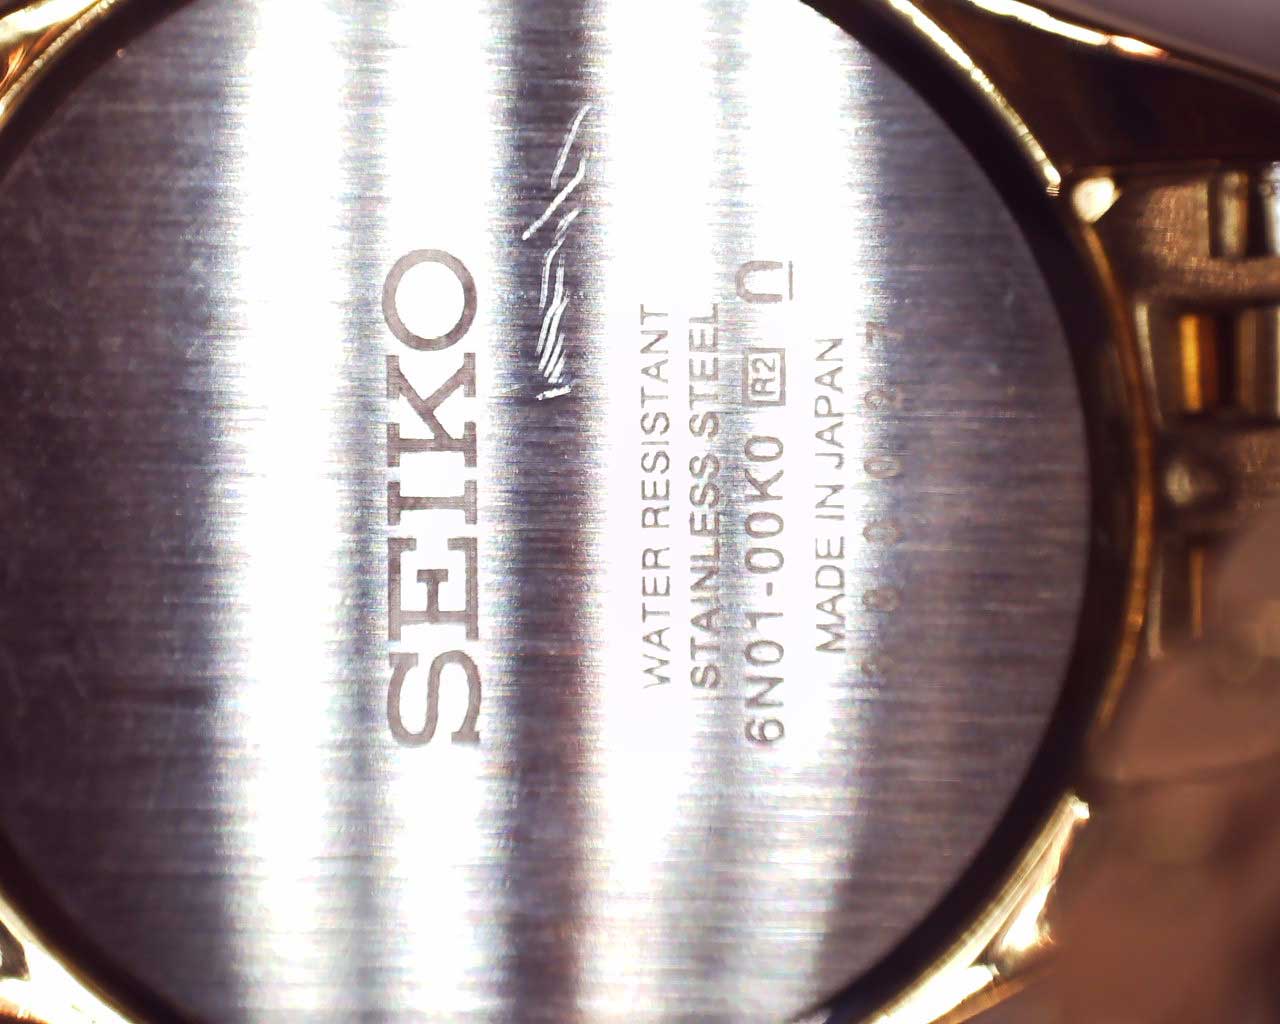 SEIKO
WATER RESISTANT
STAINLESS STEEL
6N01-00K0 R2
MADE IN JAPAN